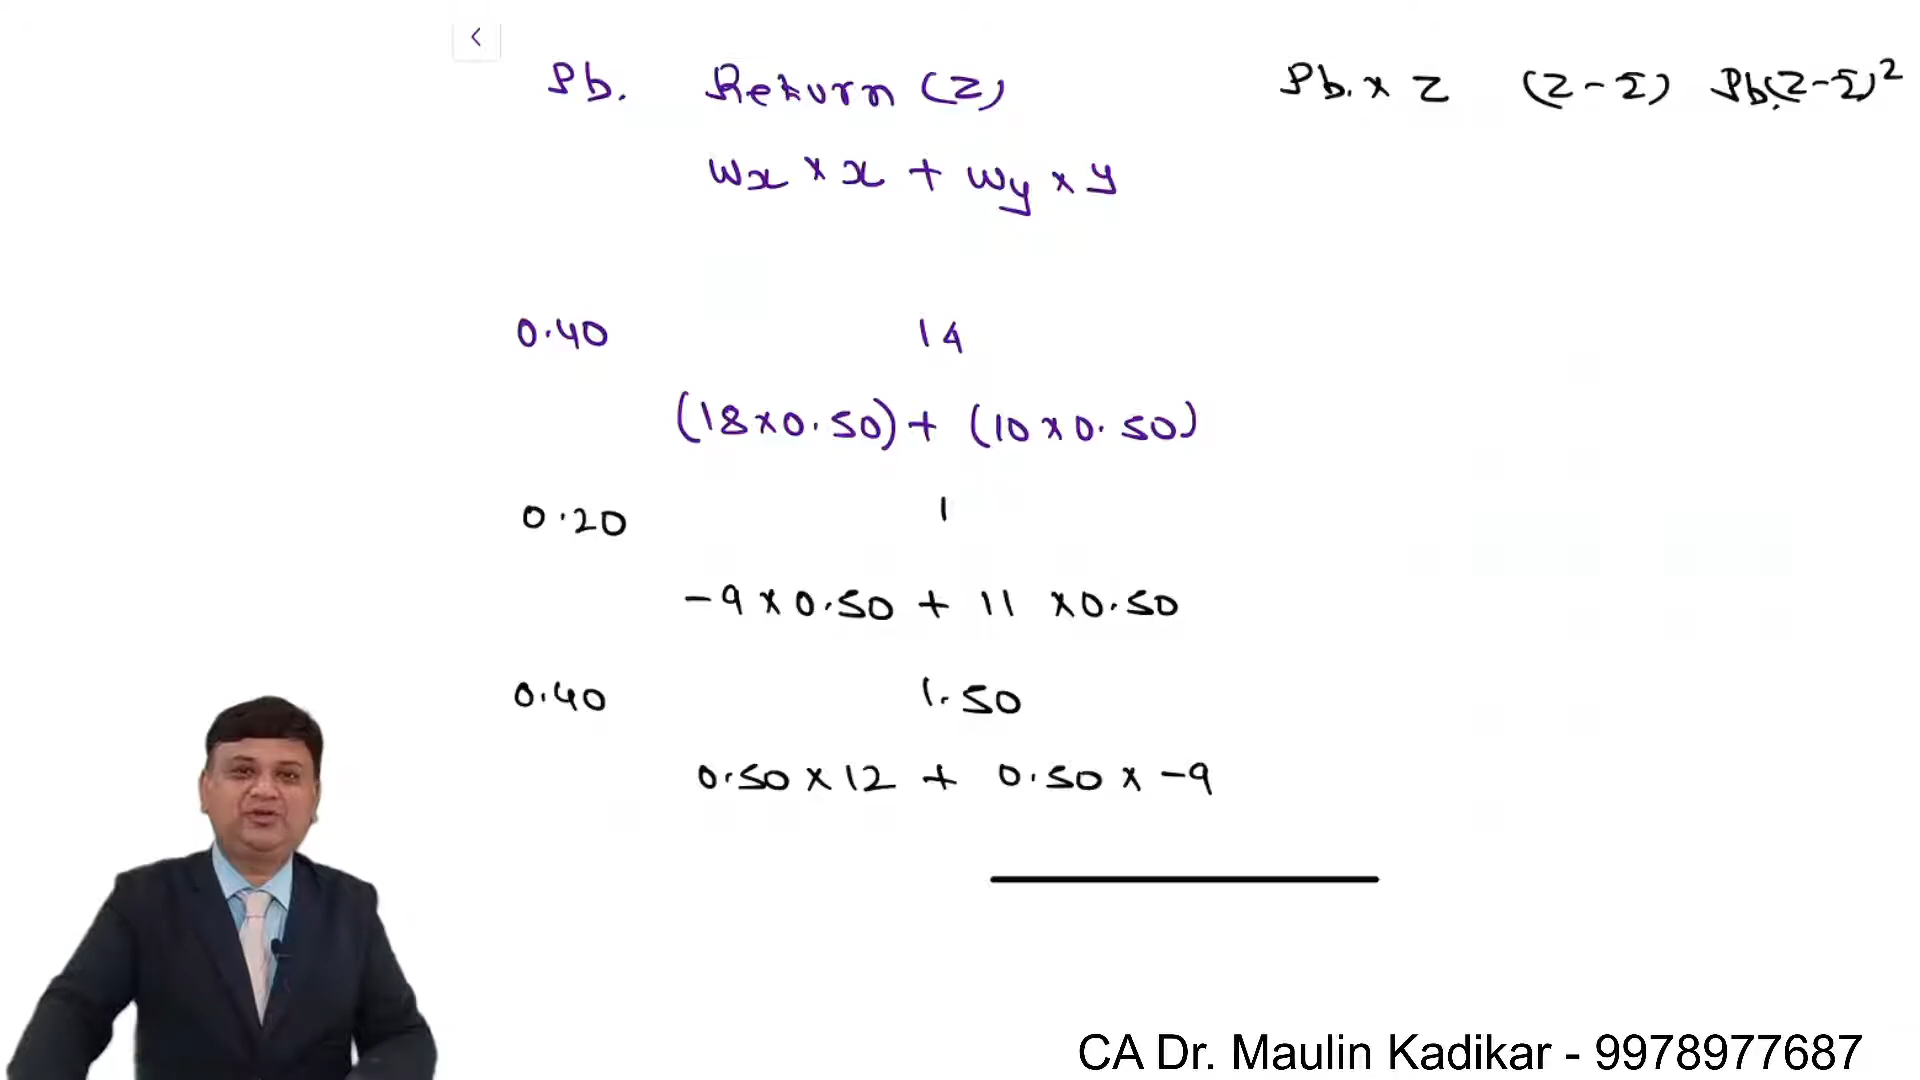 Pb. Return (z) Pb. × z (z - z̄) Pb.(z - z̄)²
wx × x + wy × y
0.40 14
(18×0.50) + (10×0.50)
0.20 1
-9 × 0.50 + 11 × 0.50
0.40 1.50
0.50 × 12 + 0.50 × -9
CA Dr. Maulin Kadikar - 9978977687